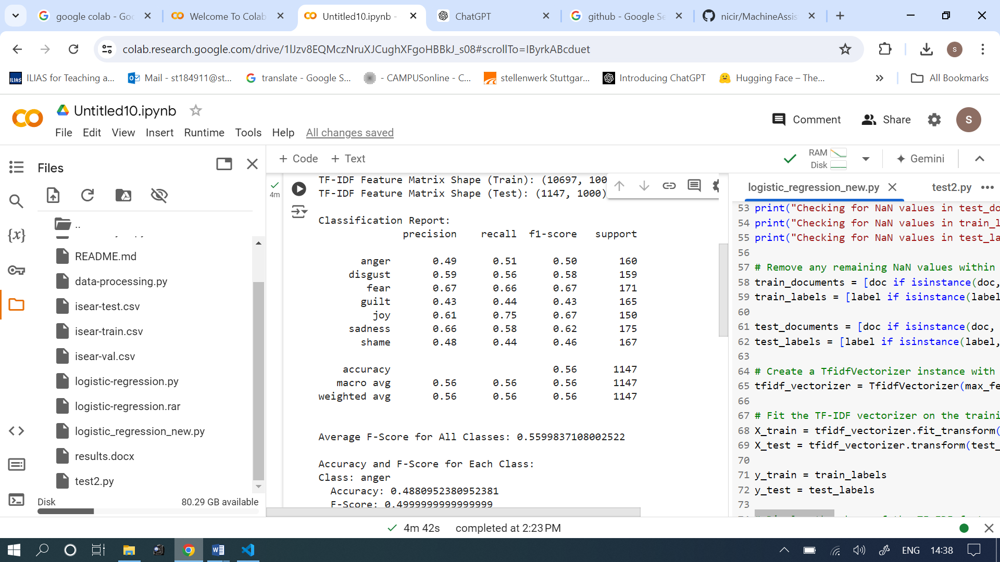 google colab - Goo
Welcome To Colab
Untitled10.ipynb -
ChatGPT
github - Google Se
nicir/MachineAssis
colab.research.google.com/drive/1lJzv8EQMczNruXJCughXFgoHBBkJ_s08#scrollTo=IByrkABcduet
S
ILIAS for Teaching a...
Mail - st184911@st...
translate - Google S...
- CAMPUSonline - C...
stellenwerk Stuttgar...
Introducing ChatGPT
Hugging Face – The...
All Bookmarks
Untitled10.ipynb
File Edit View Insert Runtime Tools Help All changes saved
Comment
Share
S
Files
+ Code + Text
RAM
Disk
Gemini
..
README.md
data-processing.py
isear-test.csv
isear-train.csv
isear-val.csv
logistic-regression.py
logistic-regression.rar
logistic_regression_new.py
results.docx
test2.py
Disk 80.29 GB available
4m
TF-IDF Feature Matrix Shape (Train): (10697, 100
TF-IDF Feature Matrix Shape (Test): (1147, 1000)
Classification Report:
precision recall f1-score support
anger 0.49 0.51 0.50 160
disgust 0.59 0.56 0.58 159
fear 0.67 0.66 0.67 171
guilt 0.43 0.44 0.43 165
joy 0.61 0.75 0.67 150
sadness 0.66 0.58 0.62 175
shame 0.48 0.44 0.46 167
accuracy 0.56 1147
macro avg 0.56 0.56 0.56 1147
weighted avg 0.56 0.56 0.56 1147
Average F-Score for All Classes: 0.5599837108002522
Accuracy and F-Score for Each Class:
Class: anger
Accuracy: 0.4880952380952381
F-Score: 0.4999999999999999
logistic_regression_new.py
test2.py
53 print("Checking for NaN values in test_do
54 print("Checking for NaN values in train_l
55 print("Checking for NaN values in test_la
56
57 # Remove any remaining NaN values within
58 train_documents = [doc if isinstance(doc,
59 train_labels = [label if isinstance(label
60
61 test_documents = [doc if isinstance(doc,
62 test_labels = [label if isinstance(label,
63
64 # Create a TfidfVectorizer instance with
65 tfidf_vectorizer = TfidfVectorizer(max_fe
66
67 # Fit the TF-IDF vectorizer on the traini
68 X_train = tfidf_vectorizer.fit_transform(
69 X_test = tfidf_vectorizer.transform(test_
70
71 y_train = train_labels
72 y_test = test_labels
73
4m 42s completed at 2:23 PM
ENG 14:38